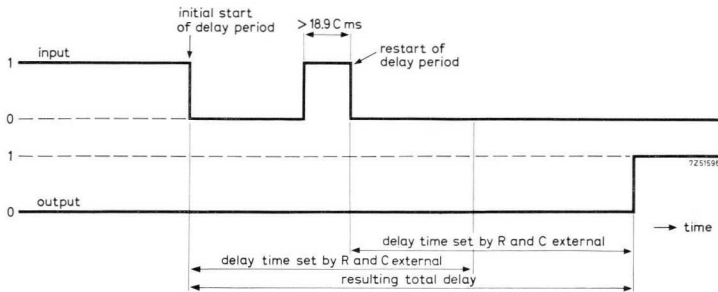 initial start
of delay period
> 18.9 C ms
restart of
delay period
input
1
0
1
7Z51596
output
0
time
delay time set by R and C external
delay time set by R and C external
resulting total delay